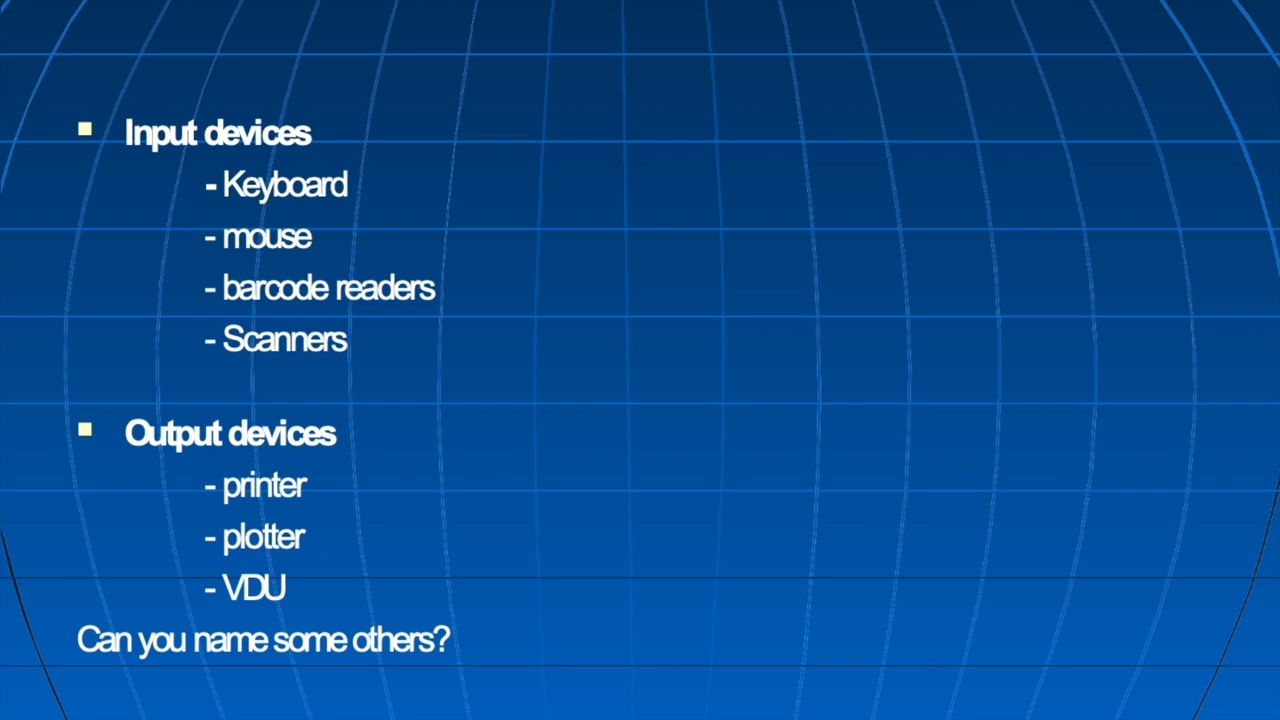 Input devices
- Keyboard
- mouse
- barcode readers
- Scanners
Output devices
- printer
- plotter
- VDU
Can you name some others?